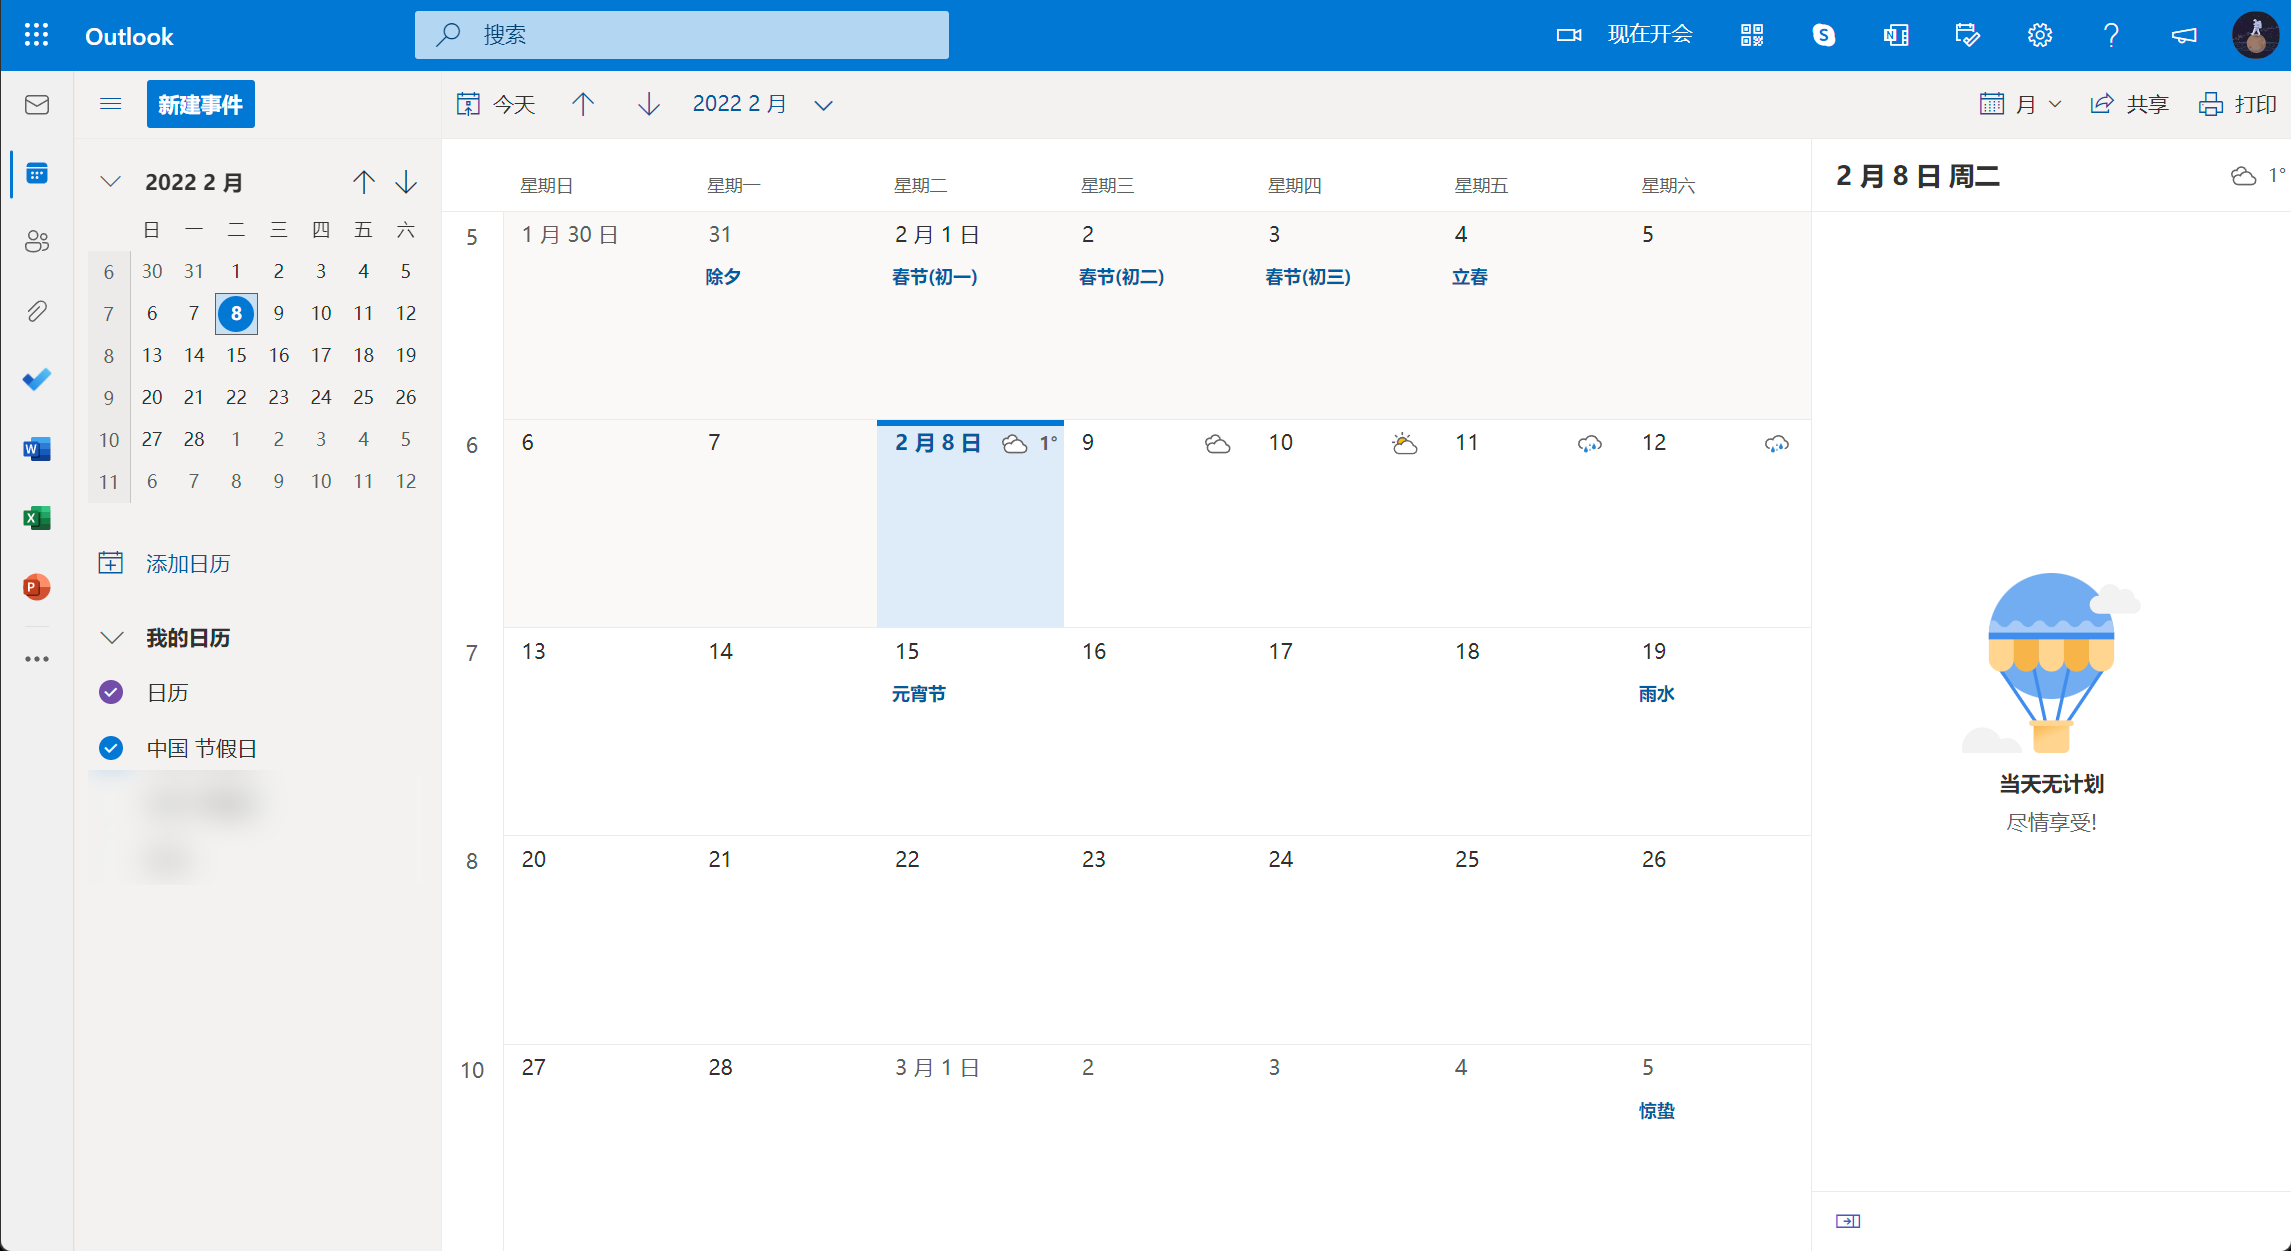 Outlook
搜索
现在开会
新建事件
今天
2022 2 月
月
共享
打印
2022 2 月
日 一 二 三 四 五 六
6 30 31 1 2 3 4 5
7 6 7 8 9 10 11 12
8 13 14 15 16 17 18 19
9 20 21 22 23 24 25 26
10 27 28 1 2 3 4 5
11 6 7 8 9 10 11 12
添加日历
我的日历
日历
中国 节假日
星期日 星期一 星期二 星期三 星期四 星期五 星期六
5 1 月 30 日 31 2 月 1 日 2 3 4 5
除夕 春节(初一) 春节(初二) 春节(初三) 立春
6 6 7 2 月 8 日 1° 9 10 11 12
7 13 14 15 16 17 18 19
元宵节 雨水
8 20 21 22 23 24 25 26
10 27 28 3 月 1 日 2 3 4 5
惊蛰
2 月 8 日 周二 1°
当天无计划
尽情享受!